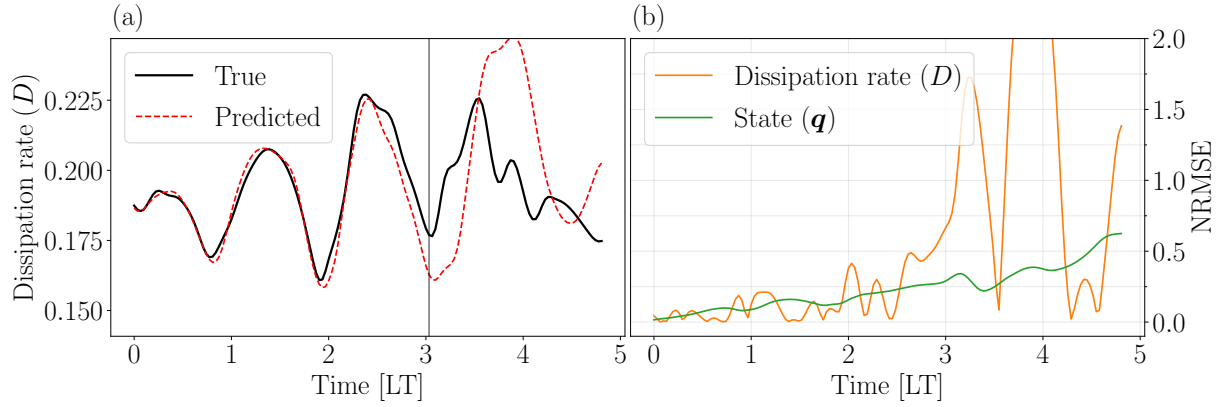 (a)
Dissipation rate (D)
0.225
0.200
0.175
0.150
True
Predicted
0 1 2 3 4 5
Time [LT]
(b)
Dissipation rate (D)
State (q)
2.0
1.5
1.0
0.5
0.0
NRMSE
0 1 2 3 4 5
Time [LT]